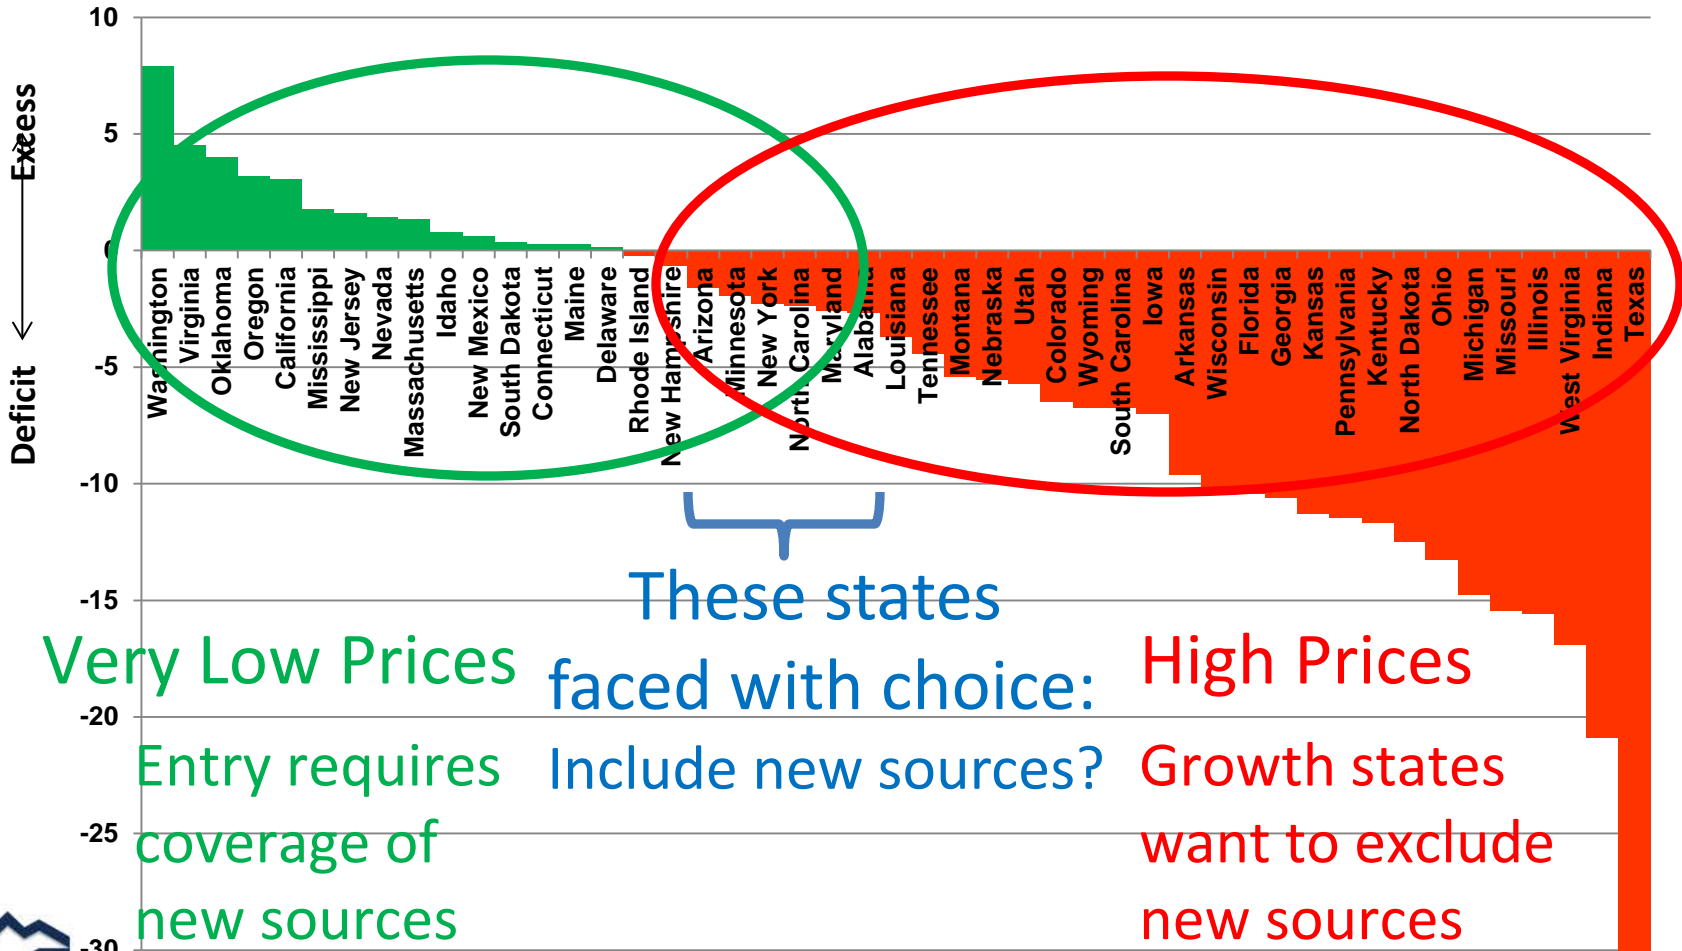 10
5
0
-5
-10
-15
-20
-25
-30
Excess
Deficit
Washington
Virginia
Oklahoma
Oregon
California
Mississippi
New Jersey
Nevada
Massachusetts
Idaho
New Mexico
South Dakota
Connecticut
Maine
Delaware
Rhode Island
New Hampshire
Arizona
Minnesota
New York
North Carolina
Maryland
Alabama
Louisiana
Tennessee
Montana
Nebraska
Utah
Colorado
Wyoming
South Carolina
Iowa
Arkansas
Wisconsin
Florida
Georgia
Kansas
Pennsylvania
Kentucky
North Dakota
Ohio
Michigan
Missouri
Illinois
West Virginia
Indiana
Texas
Very Low Prices
Entry requires
coverage of
new sources
These states
faced with choice:
Include new sources?
High Prices
Growth states
want to exclude
new sources